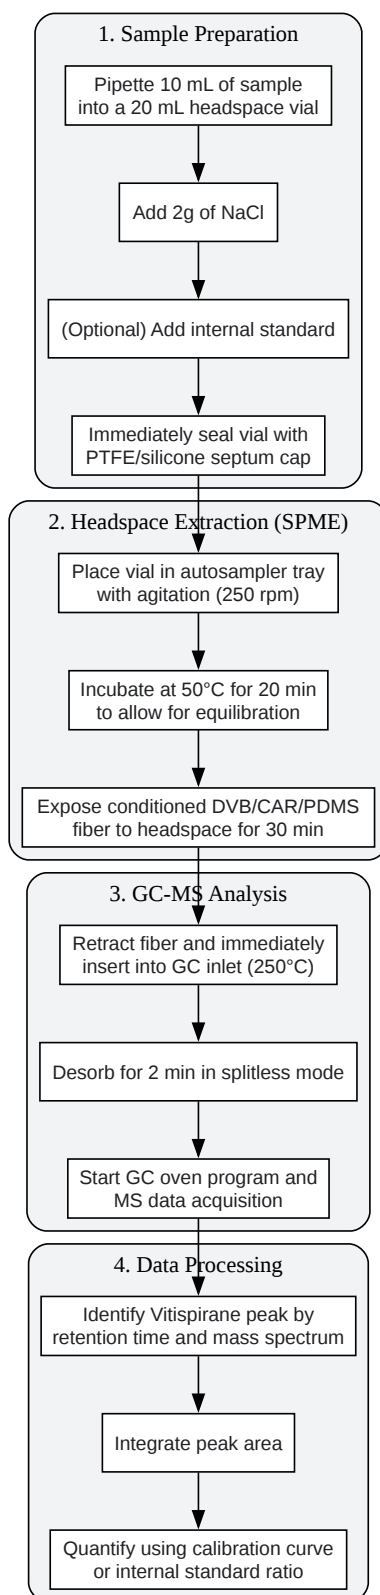 1. Sample Preparation
Pipette 10 mL of sample
into a 20 mL headspace vial
Add 2g of NaCl
(Optional) Add internal standard
Immediately seal vial with
PTFE/silicone septum cap
2. Headspace Extraction (SPME)
Place vial in autosampler tray
with agitation (250 rpm)
Incubate at 50°C for 20 min
to allow for equilibration
Expose conditioned DVB/CAR/PDMS
fiber to headspace for 30 min
3. GC-MS Analysis
Retract fiber and immediately
insert into GC inlet (250°C)
Desorb for 2 min in splitless mode
Start GC oven program and
MS data acquisition
4. Data Processing
Identify Vitispirane peak by
retention time and mass spectrum
Integrate peak area
Quantify using calibration curve
or internal standard ratio